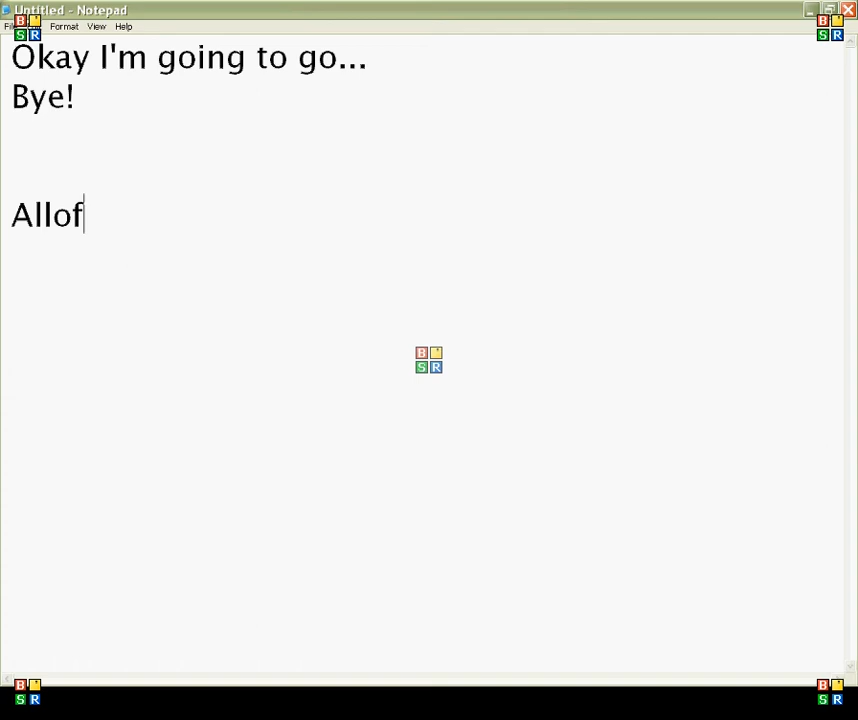 Untitled - Notepad
Format View Help
Okay I'm going to go...
Bye!
Allof
B
S R
B
S R
B
S R
B
S R
B
S R